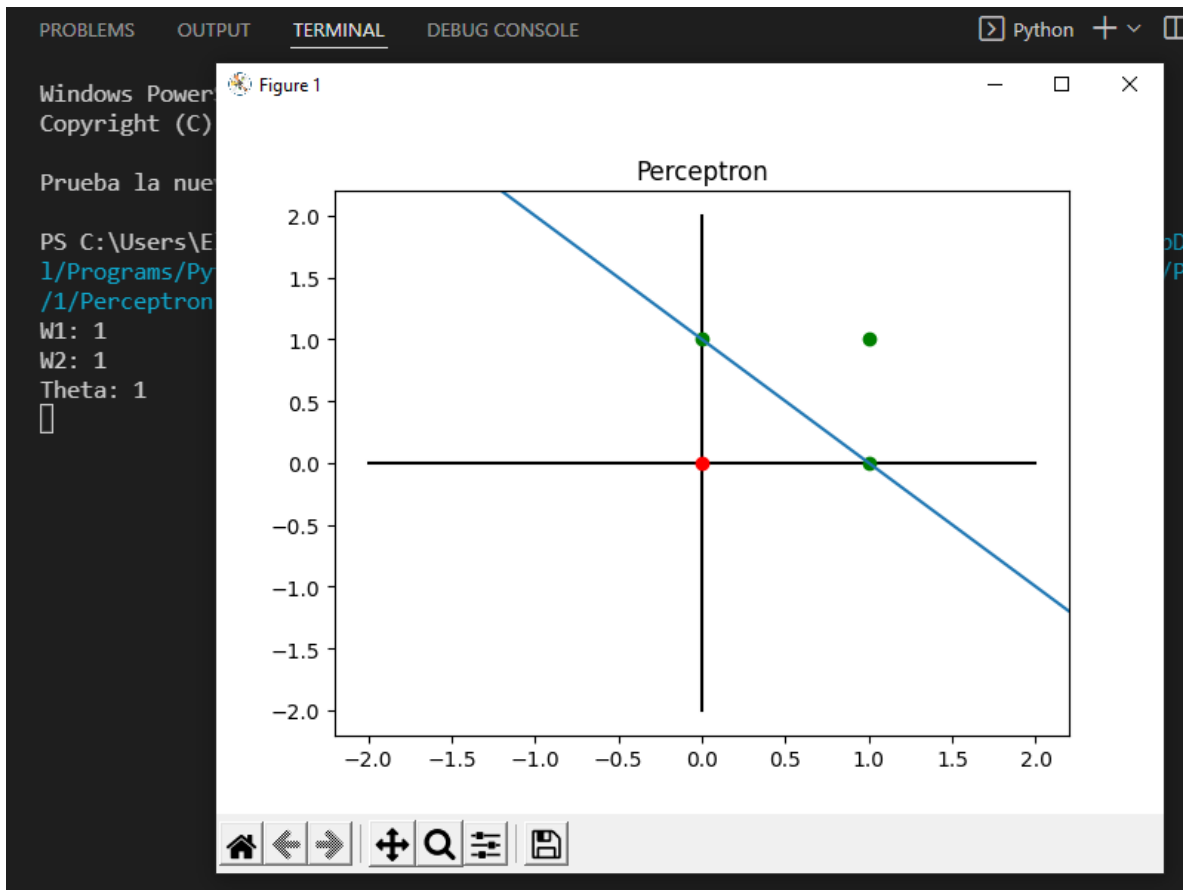 PROBLEMS OUTPUT TERMINAL DEBUG CONSOLE Python
Windows Power
Copyright (C)
Prueba la nue
PS C:\Users\E
l/Programs/Py
/1/Perceptron
W1: 1
W2: 1
Theta: 1
Figure 1
Perceptron
2.0
1.5
1.0
0.5
0.0
−0.5
−1.0
−1.5
−2.0
−2.0 −1.5 −1.0 −0.5 0.0 0.5 1.0 1.5 2.0